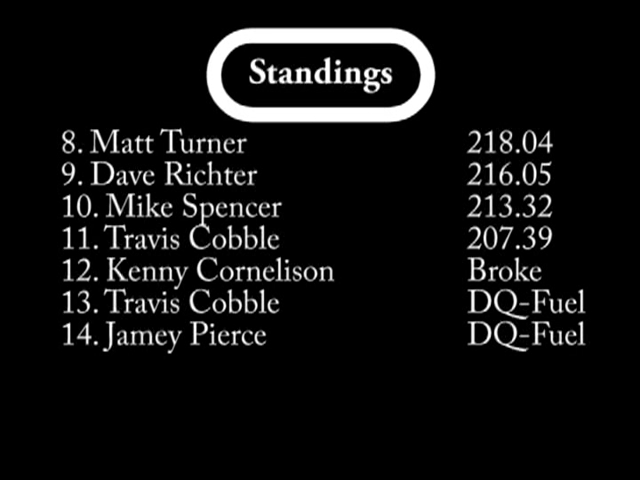 Standings
8. Matt Turner 218.04
9. Dave Richter 216.05
10. Mike Spencer 213.32
11. Travis Cobble 207.39
12. Kenny Cornelison Broke
13. Travis Cobble DQ-Fuel
14. Jamey Pierce DQ-Fuel